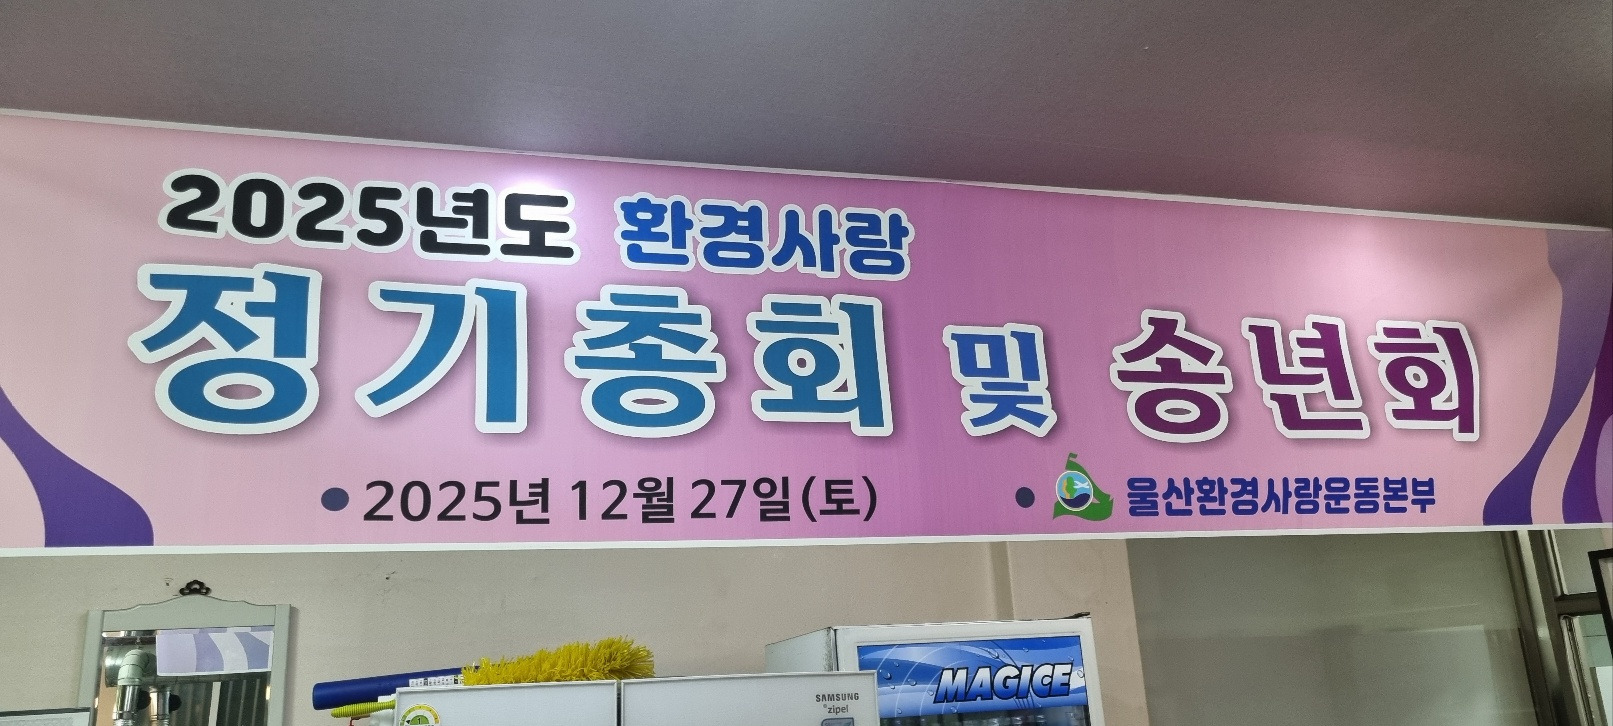 2025년도 환경사랑
정기총회 및 송년회
• 2025년 12월 27일(토)
• 울산환경사랑운동본부
MAGICE
SAMSUNG
zipel